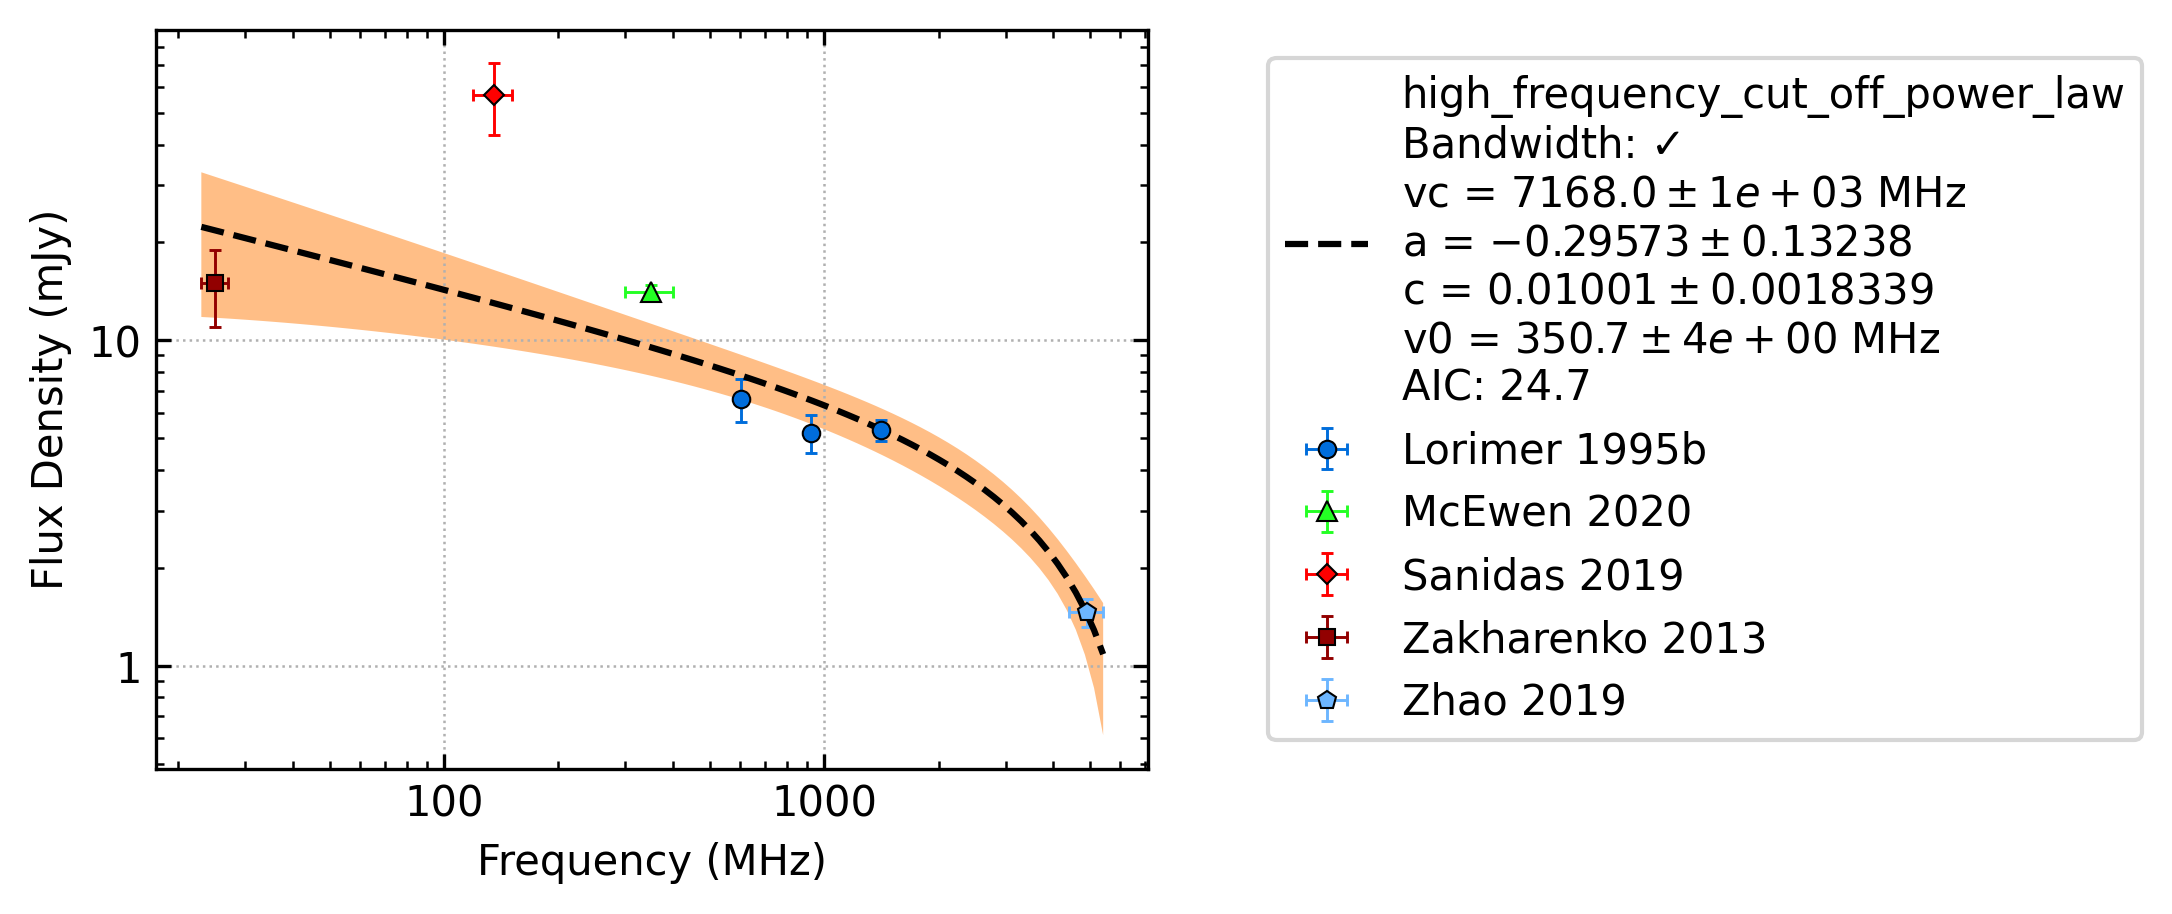 Flux Density (mJy)
10
1
100
1000
Frequency (MHz)
high_frequency_cut_off_power_law
Bandwidth: ✓
vc = 7168.0 ± 1e + 03 MHz
a = −0.29573 ± 0.13238
c = 0.01001 ± 0.0018339
v0 = 350.7 ± 4e + 00 MHz
AIC: 24.7
Lorimer 1995b
McEwen 2020
Sanidas 2019
Zakharenko 2013
Zhao 2019